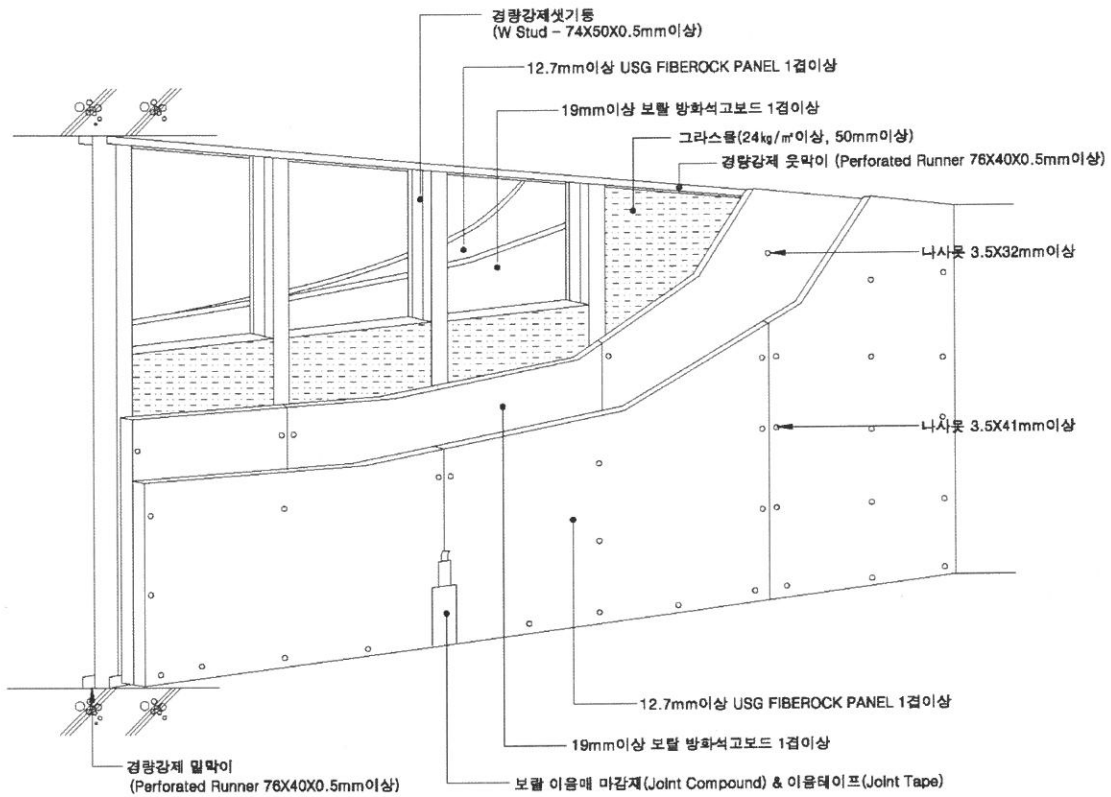 경량강제샛기둥
(W Stud - 74X50X0.5mm이상)
12.7mm이상 USG FIBEROCK PANEL 1겹이상
19mm이상 보랄 방화석고보드 1겹이상
그라스울(24kg/㎥이상, 50mm이상)
경량강제 윗막이 (Perforated Runner 76X40X0.5mm이상)
나사못 3.5X32mm이상
나사못 3.5X41mm이상
12.7mm이상 USG FIBEROCK PANEL 1겹이상
19mm이상 보랄 방화석고보드 1겹이상
경량강제 밑막이
(Perforated Runner 76X40X0.5mm이상)
보랄 이음매 마감재(Joint Compound) & 이음테이프(Joint Tape)